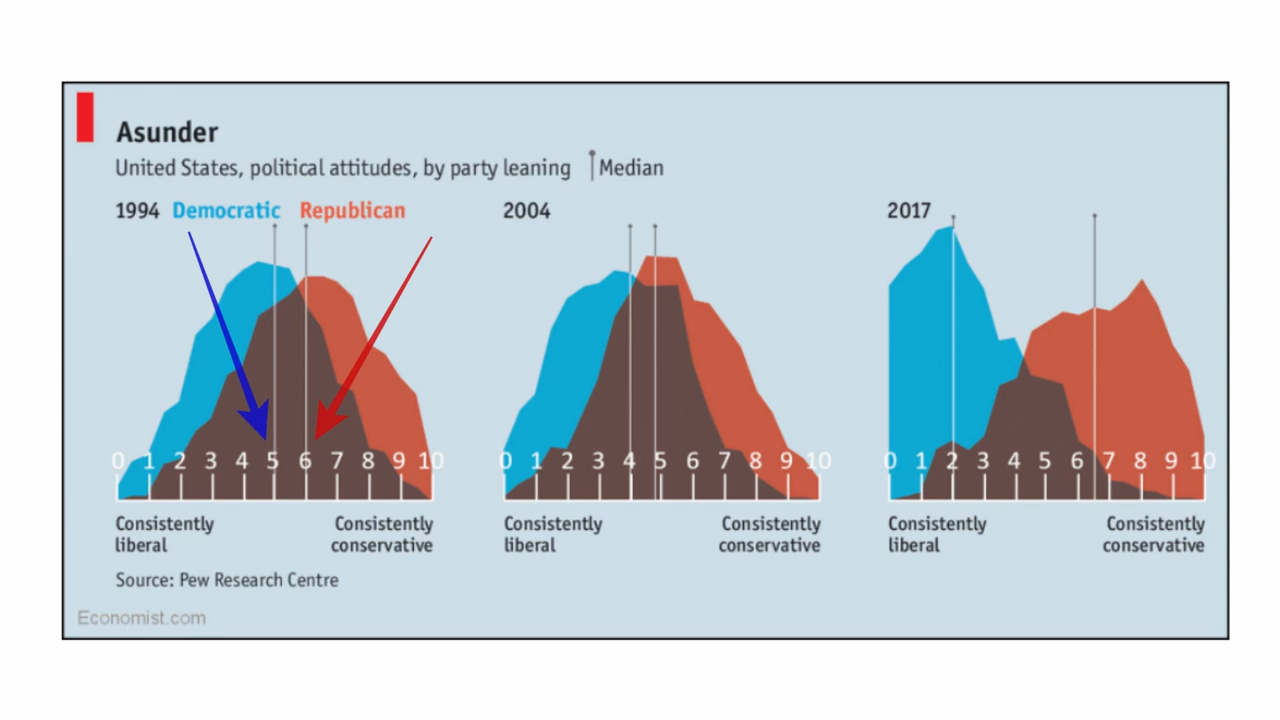 Asunder
United States, political attitudes, by party leaning Median
1994 Democratic Republican
2004
2017
0 1 2 3 4 5 6 7 8 9 10
0 1 2 3 4 5 6 7 8 9 10
0 1 2 3 4 5 6 7 8 9 10
Consistently
liberal
Consistently
conservative
Consistently
liberal
Consistently
conservative
Consistently
liberal
Consistently
conservative
Source: Pew Research Centre
Economist.com